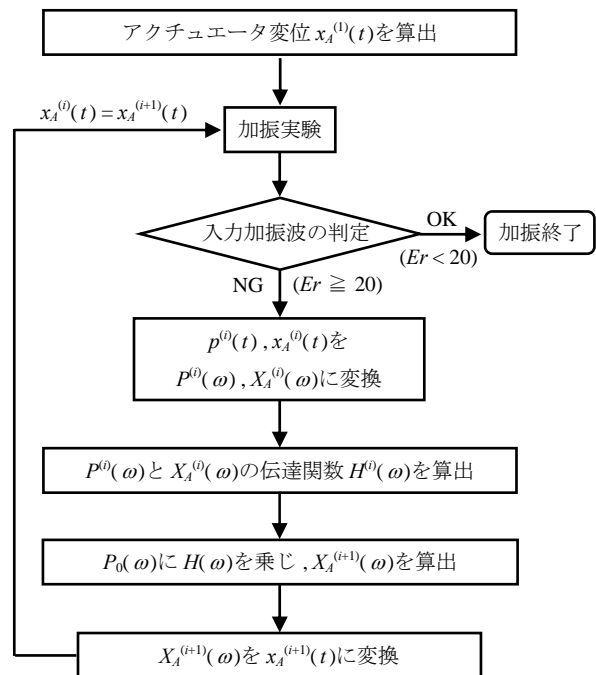 アクチュエータ変位 x_A^(1)(t)を算出
x_A^(i)(t) = x_A^(i+1)(t)
加振実験
入力加振波の判定
OK
(Er < 20)
加振終了
NG (Er ≧ 20)
p^(i)(t) , x_A^(i)(t)を
P^(i)(ω) , X_A^(i)(ω)に変換
P^(i)(ω)と X_A^(i)(ω)の伝達関数 H^(i)(ω)を算出
P_0(ω)に H(ω)を乗じ , X_A^(i+1)(ω)を算出
X_A^(i+1)(ω)を x_A^(i+1)(t)に変換